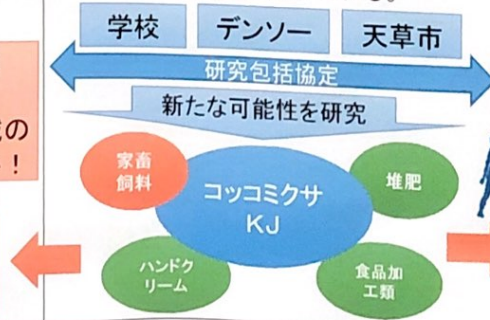 学校
デンソー
天草市
研究包括協定
新たな可能性を研究
の
！
家畜
飼料
コッコミクサ
KJ
堆肥
ハンドク
リーム
食品加
工類